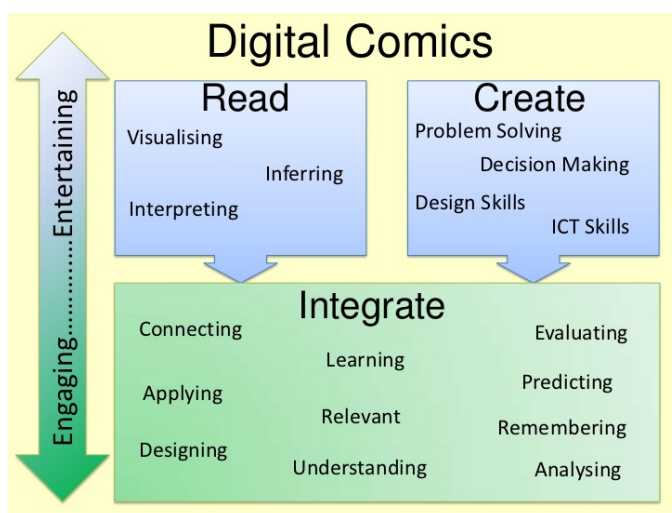 Digital Comics
Engaging..............Entertaining
Read
Visualising
Inferring
Interpreting
Create
Problem Solving
Decision Making
Design Skills
ICT Skills
Integrate
Connecting
Learning
Evaluating
Applying
Relevant
Predicting
Designing
Understanding
Remembering
Analysing